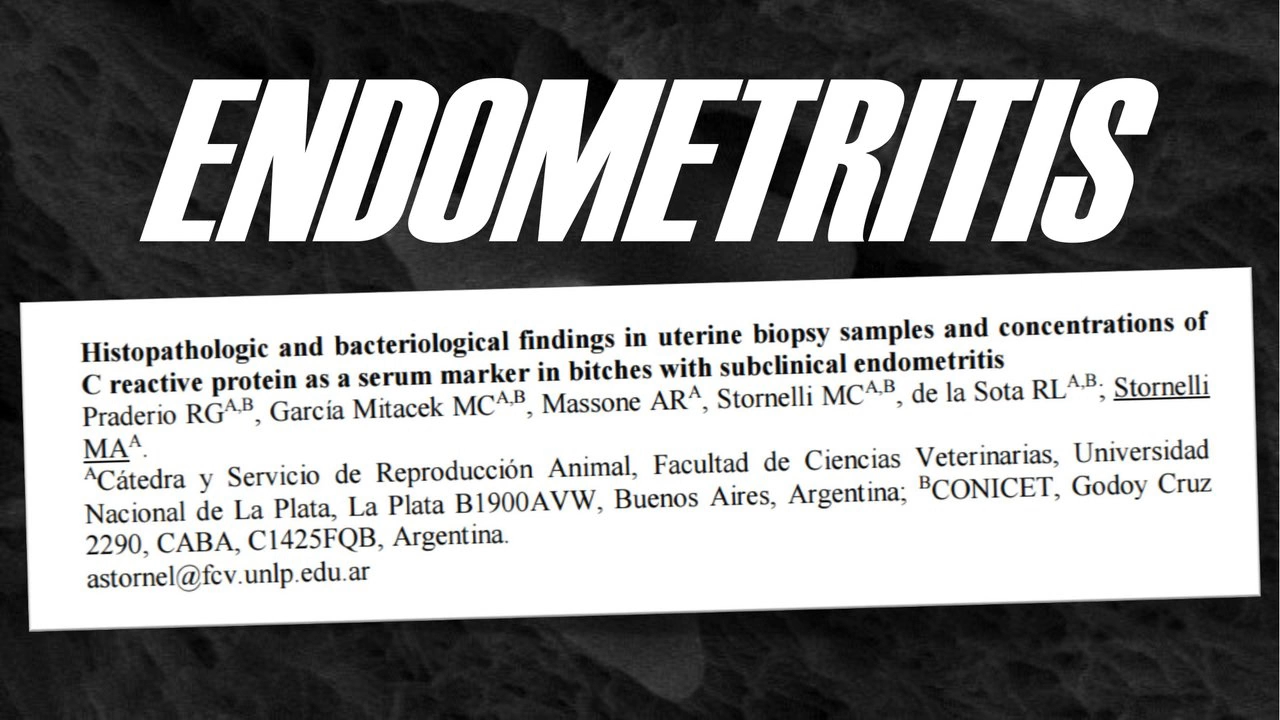 ENDOMETRITIS
Histopathologic and bacteriological findings in uterine biopsy samples and concentrations of
C reactive protein as a serum marker in bitches with subclinical endometritis
Praderio RGA,B, García Mitacek MCA,B, Massone ARA, Stornelli MCA,B, de la Sota RLA,B; Stornelli
MAA.
ACátedra y Servicio de Reproducción Animal, Facultad de Ciencias Veterinarias, Universidad
Nacional de La Plata, La Plata B1900AVW, Buenos Aires, Argentina; BCONICET, Godoy Cruz
2290, CABA, C1425FQB, Argentina.
astornel@fcv.unlp.edu.ar